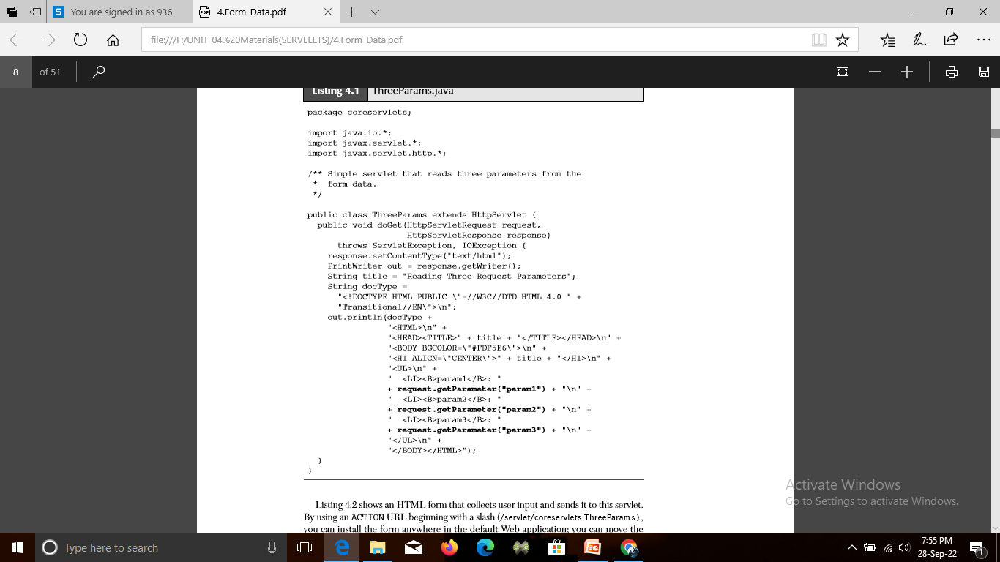 You are signed in as 936
4.Form-Data.pdf
file:///F:/UNIT-04%20Materials(SERVELETS)/4.Form-Data.pdf
8 of 51
Listing 4.1 ThreeParams.java
package coreservlets;
import java.io.*;
import javax.servlet.*;
import javax.servlet.http.*;
/** Simple servlet that reads three parameters from the
 *  form data.
 */
public class ThreeParams extends HttpServlet {
  public void doGet(HttpServletRequest request,
                    HttpServletResponse response)
      throws ServletException, IOException {
    response.setContentType("text/html");
    PrintWriter out = response.getWriter();
    String title = "Reading Three Request Parameters";
    String docType =
      "<!DOCTYPE HTML PUBLIC \"-//W3C//DTD HTML 4.0 " +
      "Transitional//EN\">\n";
    out.println(docType +
                "<HTML>\n" +
                "<HEAD><TITLE>" + title + "</TITLE></HEAD>\n" +
                "<BODY BGCOLOR=\"#FDF5E6\">\n" +
                "<H1 ALIGN=\"CENTER\">" + title + "</H1>\n" +
                "<UL>\n" +
                "  <LI><B>param1</B>: "
                + request.getParameter("param1") + "\n" +
                "  <LI><B>param2</B>: "
                + request.getParameter("param2") + "\n" +
                "  <LI><B>param3</B>: "
                + request.getParameter("param3") + "\n" +
                "</UL>\n" +
                "</BODY></HTML>");
  }
}
Listing 4.2 shows an HTML form that collects user input and sends it to this servlet.
By using an ACTION URL beginning with a slash (/servlet/coreservlets.ThreeParams),
you can install the form anywhere in the default Web application; you can move the
Activate Windows
Go to Settings to activate Windows.
Type here to search
7:55 PM
28-Sep-22
1